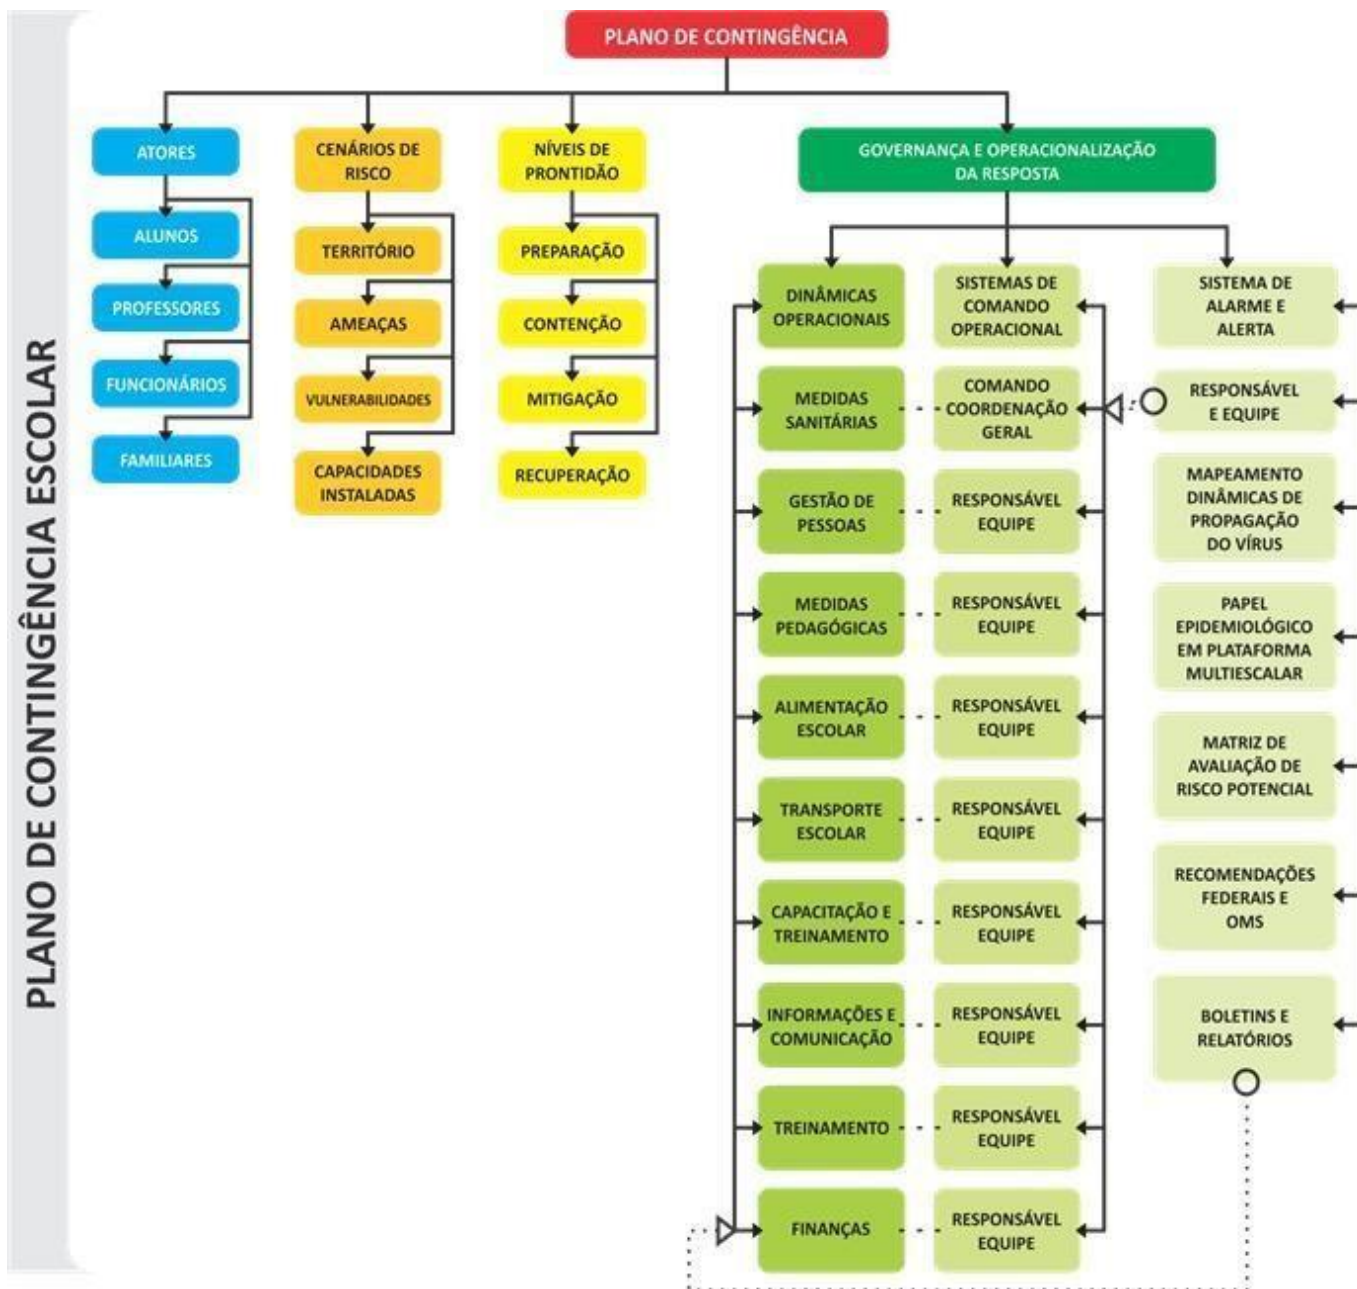 PLANO DE CONTINGÊNCIA ESCOLAR
PLANO DE CONTINGÊNCIA
ATORES
ALUNOS
PROFESSORES
FUNCIONÁRIOS
FAMILIARES
CENÁRIOS DE
RISCO
TERRITÓRIO
AMEAÇAS
VULNERABILIDADES
CAPACIDADES
INSTALADAS
NÍVEIS DE
PRONTIDÃO
PREPARAÇÃO
CONTENÇÃO
MITIGAÇÃO
RECUPERAÇÃO
GOVERNANÇA E OPERACIONALIZAÇÃO
DA RESPOSTA
DINÂMICAS
OPERACIONAIS
MEDIDAS
SANITÁRIAS
GESTÃO DE
PESSOAS
MEDIDAS
PEDAGÓGICAS
ALIMENTAÇÃO
ESCOLAR
TRANSPORTE
ESCOLAR
CAPACITAÇÃO E
TREINAMENTO
INFORMAÇÕES E
COMUNICAÇÃO
TREINAMENTO
FINANÇAS
SISTEMAS DE
COMANDO
OPERACIONAL
COMANDO
COORDENAÇÃO
GERAL
RESPONSÁVEL
EQUIPE
RESPONSÁVEL
EQUIPE
RESPONSÁVEL
EQUIPE
RESPONSÁVEL
EQUIPE
RESPONSÁVEL
EQUIPE
RESPONSÁVEL
EQUIPE
RESPONSÁVEL
EQUIPE
RESPONSÁVEL
EQUIPE
SISTEMA DE
ALARME E
ALERTA
RESPONSÁVEL
E EQUIPE
MAPEAMENTO
DINÂMICAS DE
PROPAGAÇÃO
DO VÍRUS
PAPEL
EPIDEMIOLÓGICO
EM PLATAFORMA
MULTIESCALAR
MATRIZ DE
AVALIAÇÃO DE
RISCO POTENCIAL
RECOMENDAÇÕES
FEDERAIS E
OMS
BOLETINS E
RELATÓRIOS